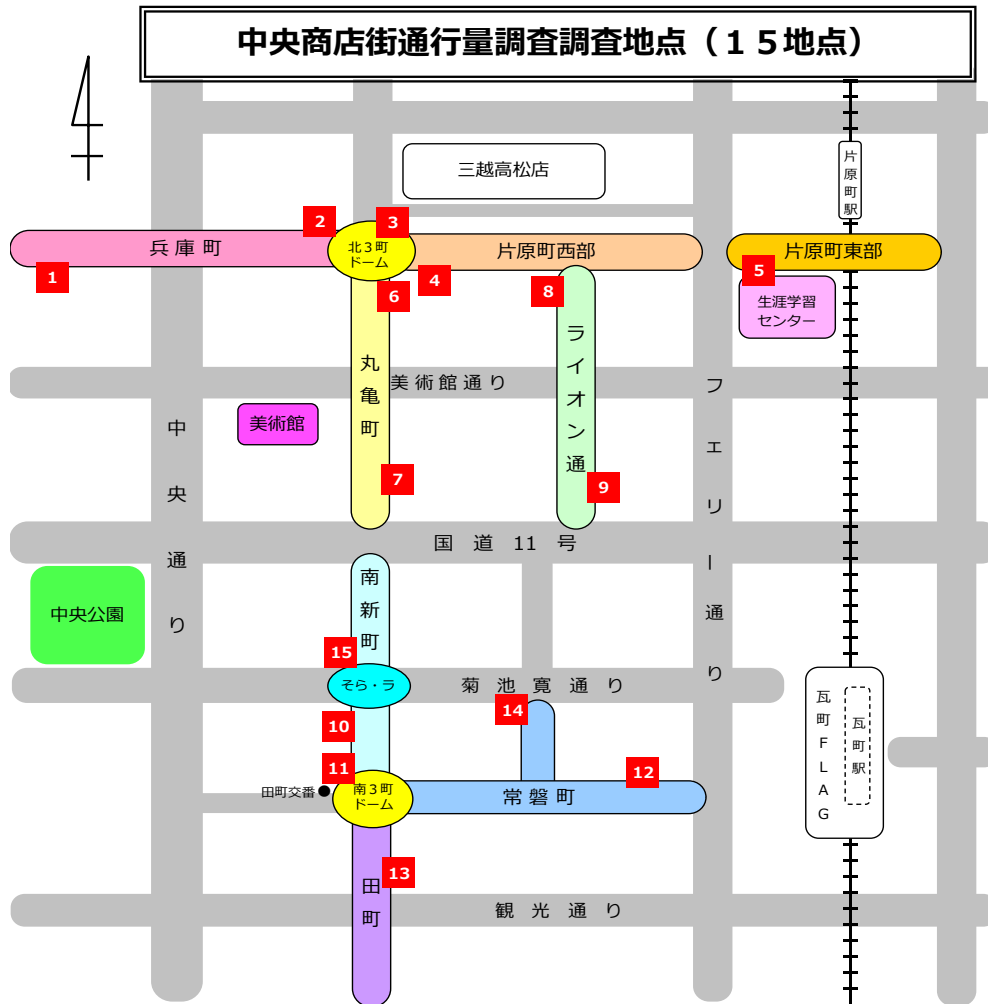 中央商店街通行量調査調査地点（１５地点）
三越高松店
片原町駅
2
3
兵庫町
北３町
ドーム
片原町西部
片原町東部
1
4
5
6
8
生涯学習
センター
丸亀町
ライオン通
美術館通り
フェリー通り
美術館
中央通り
7
9
国道 11 号
中央公園
南新町
15
そら・ラ
菊池寛通り
瓦町FLAG
瓦町駅
10
14
11
12
田町交番
南３町
ドーム
常磐町
13
田町
観光通り